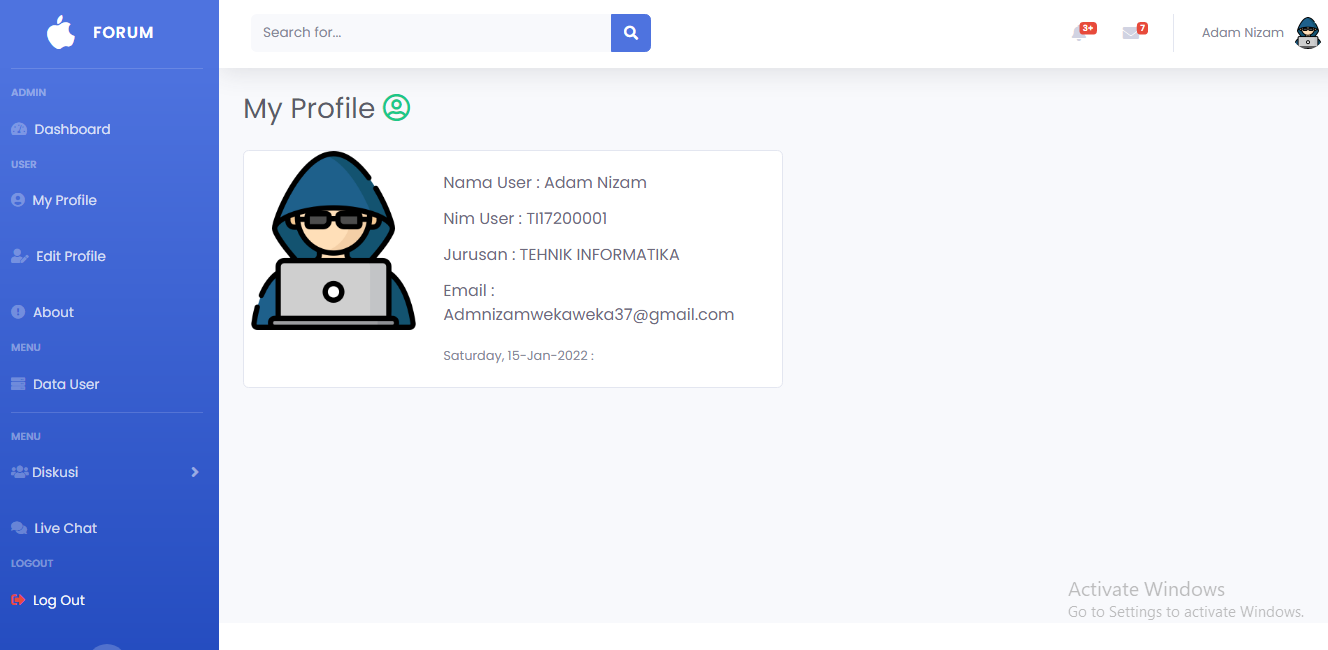 FORUM
ADMIN
Dashboard
USER
My Profile
Edit Profile
About
MENU
Data User
MENU
Diskusi
Live Chat
LOGOUT
Log Out
Search for...
3+
7
Adam Nizam
My Profile
Nama User : Adam Nizam
Nim User : TI17200001
Jurusan : TEHNIK INFORMATIKA
Email :
Admnizamwekaweka37@gmail.com
Saturday, 15-Jan-2022 :
Activate Windows
Go to Settings to activate Windows.